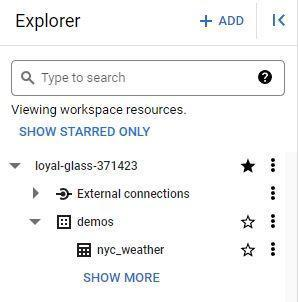 Explorer
+ ADD
Type to search
Viewing workspace resources.
SHOW STARRED ONLY
loyal-glass-371423
External connections
demos
nyc_weather
SHOW MORE